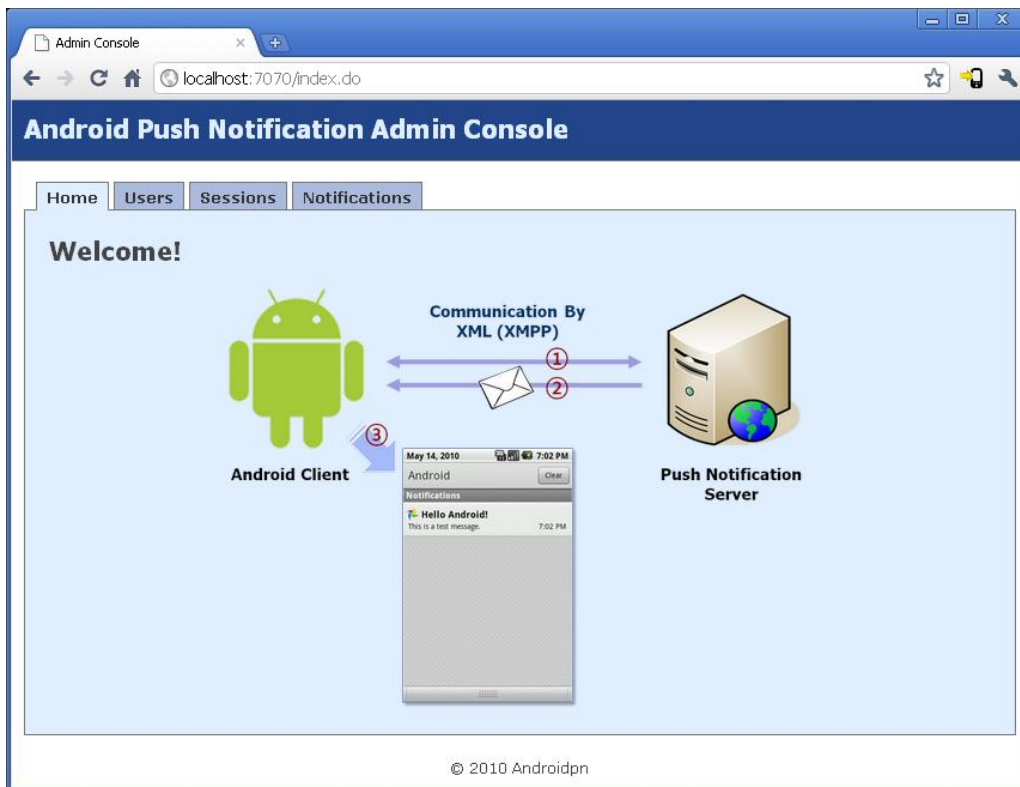 Admin Console
localhost:7070/index.do
Android Push Notification Admin Console
Home Users Sessions Notifications
Welcome!
Communication By
XML (XMPP)
①
②
③
Android Client
Push Notification
Server
May 14, 2010 7:02 PM
Android Clear
Notifications
Hello Android!
This is a test message. 7:02 PM
© 2010 Androidpn